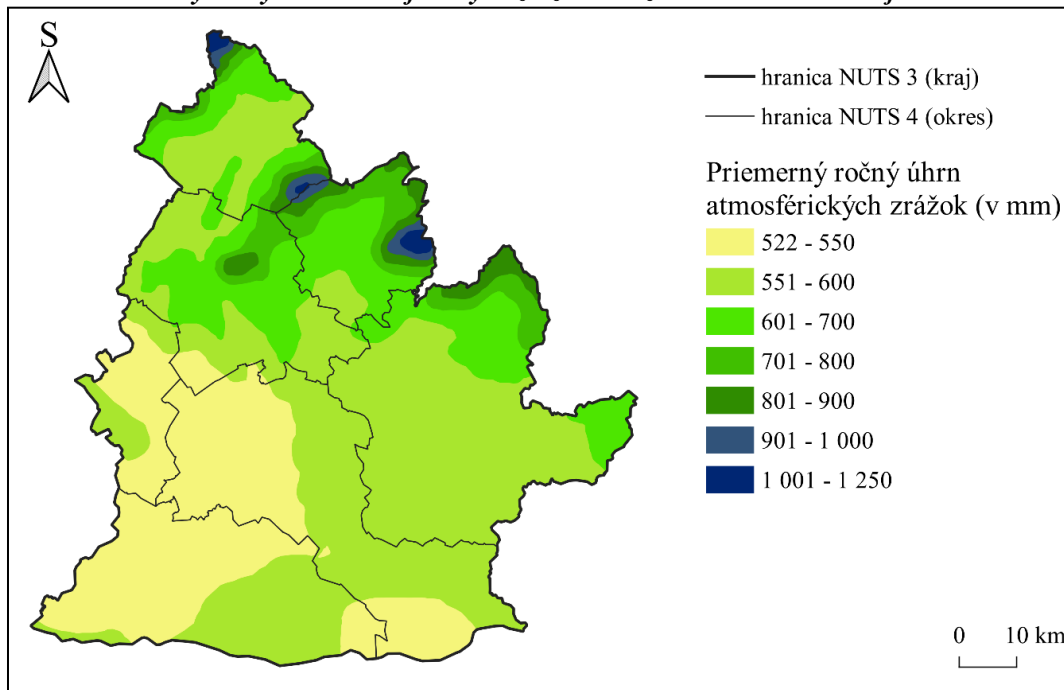 S
hranica NUTS 3 (kraj)
hranica NUTS 4 (okres)
Priemerný ročný úhrn
atmosférických zrážok (v mm)
522 - 550
551 - 600
601 - 700
701 - 800
801 - 900
901 - 1 000
1 001 - 1 250
0 10 km